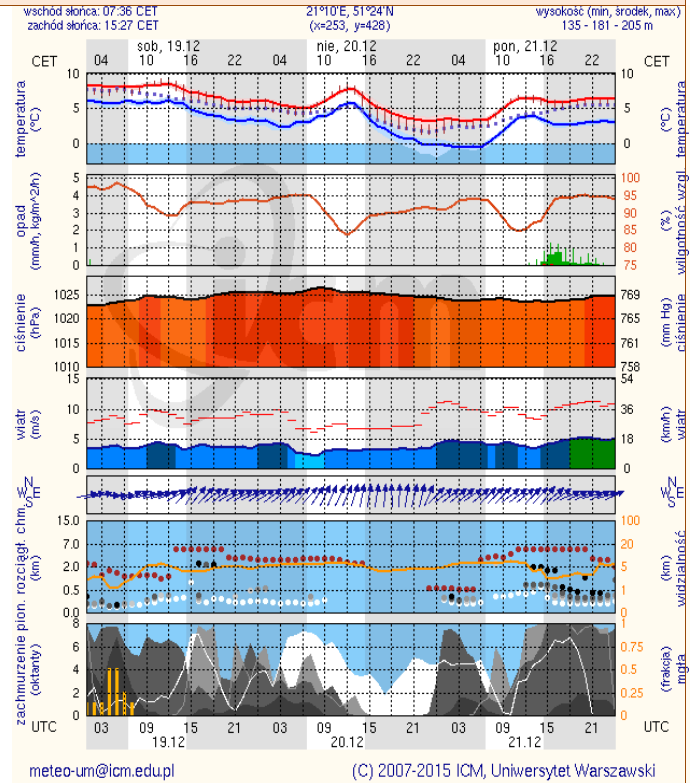 wschód słońca: 07:36 CET 21°10'E, 51°24'N wysokość (min, środek, max)
zachód słońca: 15:27 CET (x=253, y=428) 135 - 181 - 205 m
sob, 19.12 nie, 20.12 pon, 21.12
CET 04 10 16 22 04 10 16 22 04 10 16 22 CET
temperatura (°C) 10 5 0 10 5 0 (°C) temperatura
opad (mm/h, kg/m^2/h) 5 4 3 2 1 0 100 95 90 85 80 75 (%) wilgotność wzgl.
ciśnienie (hPa) 1025 1020 1015 1010 769 765 761 758 (mm Hg) ciśnienie
icm
wiatr (m/s) 15 10 5 0 54 36 18 0 (km/h) wiatr
N W E S N W E S
pion. rozciągł. chm. (km) 15.0 7.0 2.0 0.5 0.0 100 20 5 1 0 (km) widzialność
zachmurzenie (oktanty) 8 6 4 2 0 1 0.75 0.5 0.25 0 (frakcja) mgła
UTC 03 09 15 21 03 09 15 21 03 09 15 21 UTC
19.12 20.12 21.12
meteo-um@icm.edu.pl (C) 2007-2015 ICM, Uniwersytet Warszawski